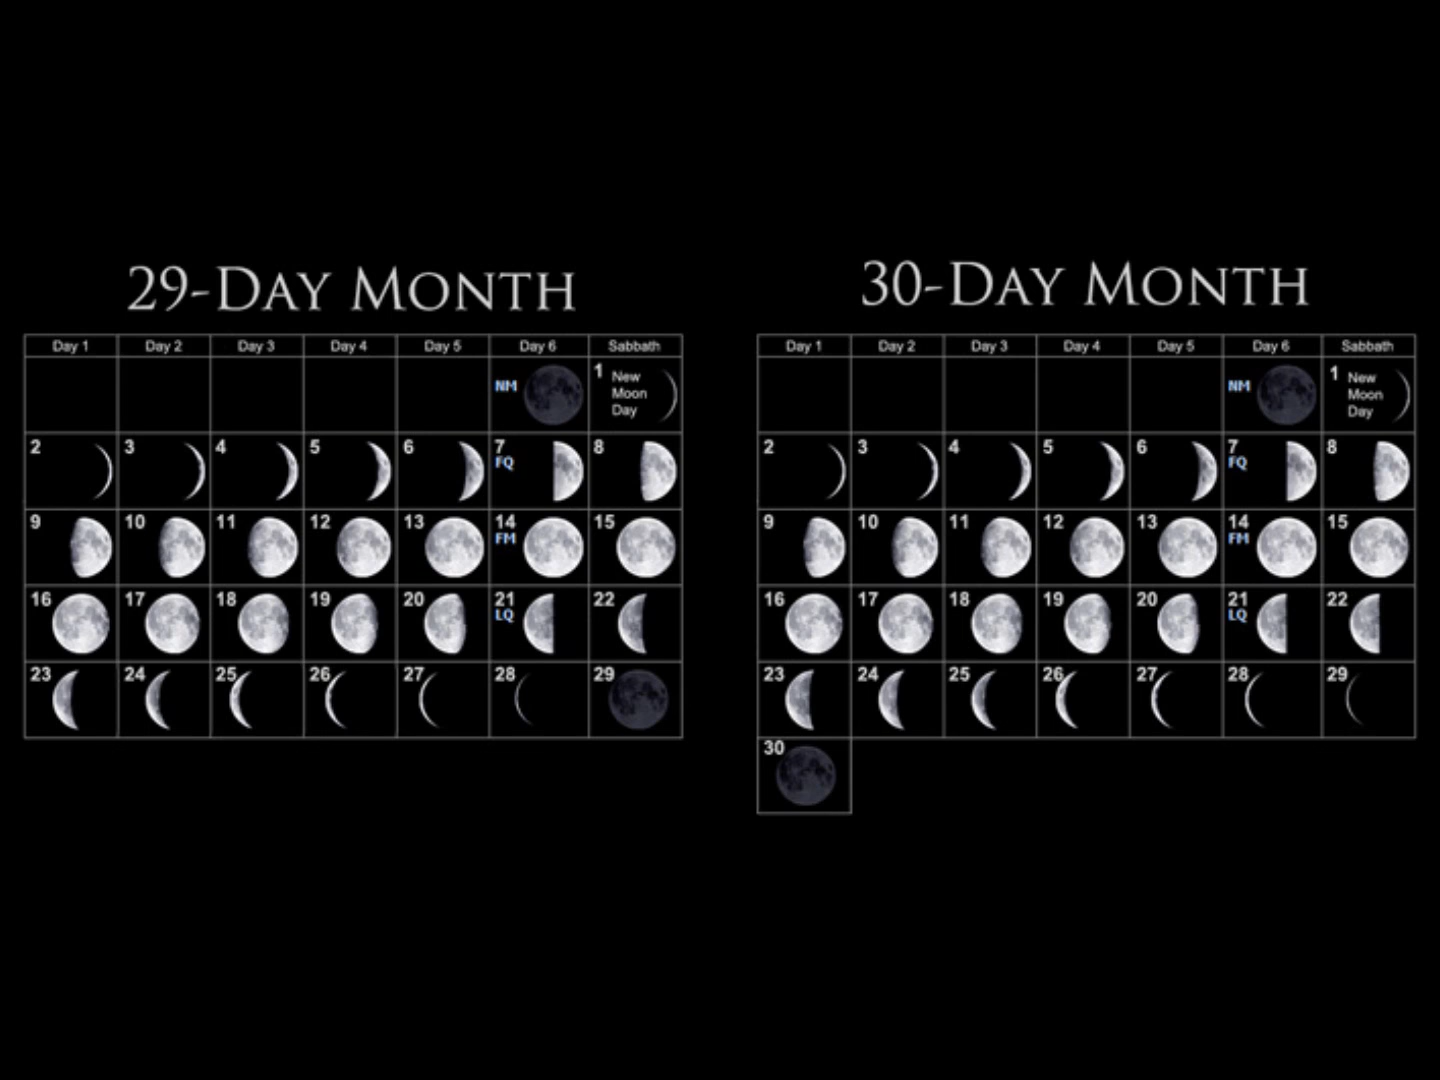 29-DAY MONTH
Day 1 Day 2 Day 3 Day 4 Day 5 Day 6 Sabbath
NM 1 New
Moon
Day
2 3 4 5 6 7 8
FQ
9 10 11 12 13 14 15
FM
16 17 18 19 20 21 22
LQ
23 24 25 26 27 28 29
30-DAY MONTH
Day 1 Day 2 Day 3 Day 4 Day 5 Day 6 Sabbath
NM 1 New
Moon
Day
2 3 4 5 6 7 8
FQ
9 10 11 12 13 14 15
FM
16 17 18 19 20 21 22
LQ
23 24 25 26 27 28 29
30